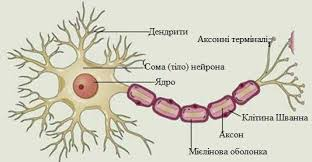 Дендрити
Аксонні термінали
Сома (тіло) нейрона
Ядро
Клітина Шванна
Аксон
Мієлінова оболонка